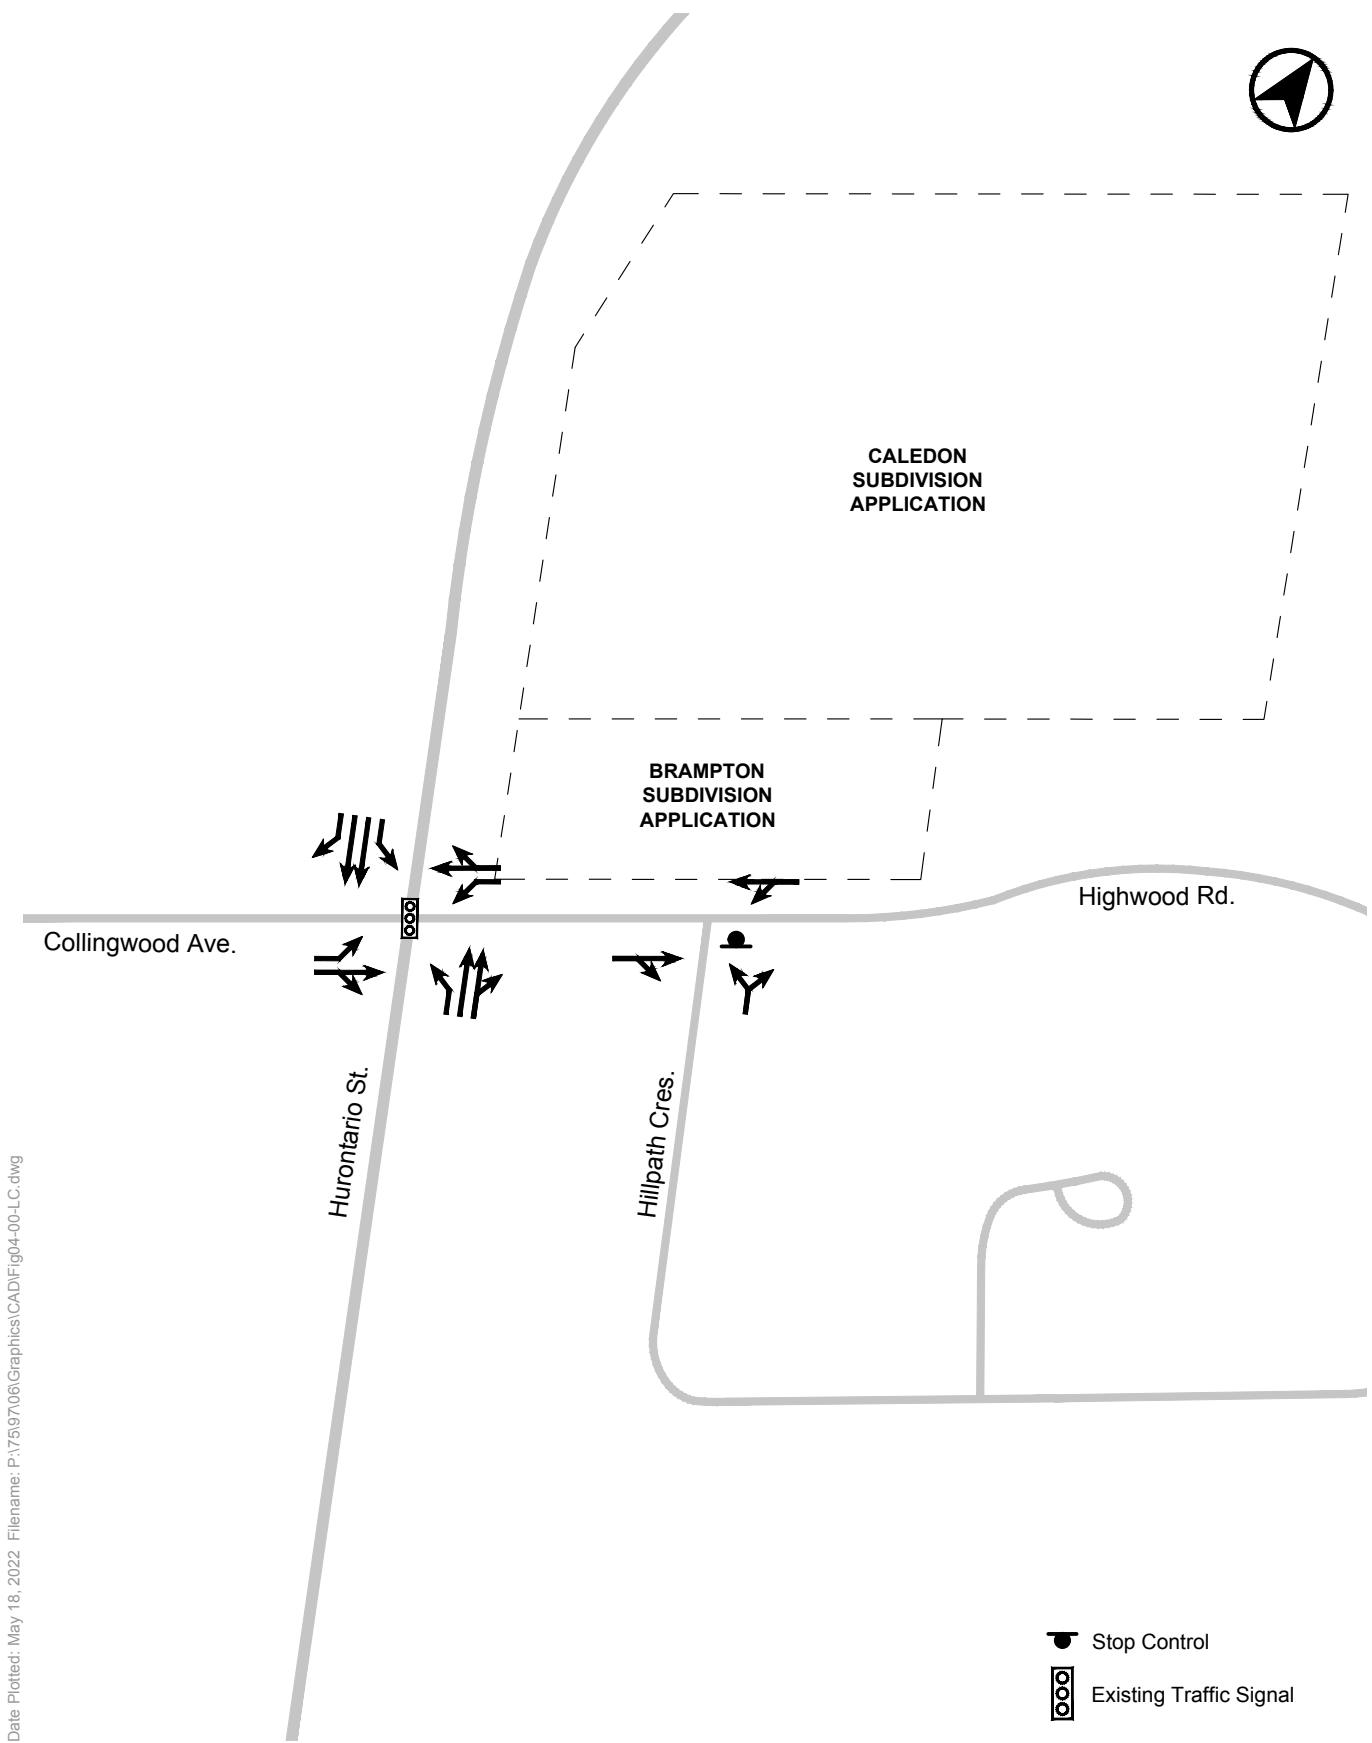 CALEDON
SUBDIVISION
APPLICATION
BRAMPTON
SUBDIVISION
APPLICATION
Highwood Rd.
Collingwood Ave.
Hurontario St.
Hillpath Cres.
Date Plotted: May 18, 2022 Filename: P:\75\97\06\Graphics\CAD\Fig04-00-LC.dwg
Stop Control
Existing Traffic Signal